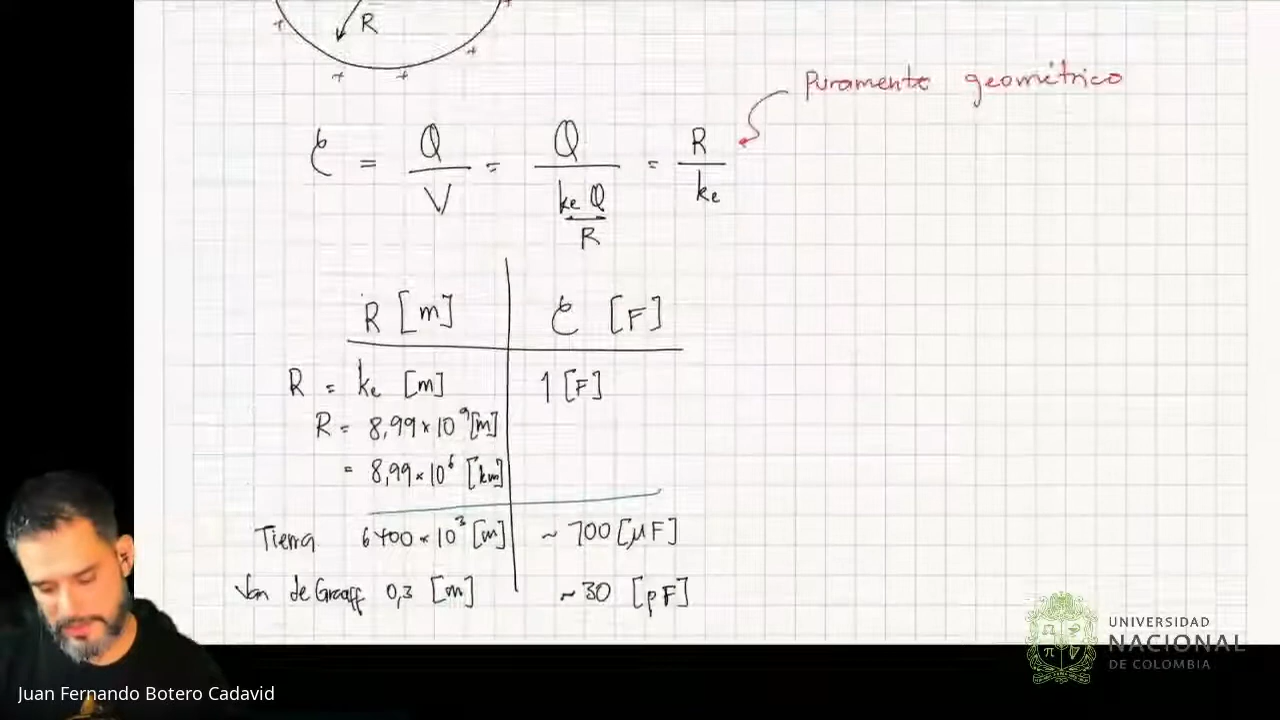 R
Puramente geométrico
C = Q / V = Q / (ke Q / R) = R / ke
R [m] C [F]
R = ke [m] 1 [F]
R = 8,99 × 10⁹ [m]
= 8,99 × 10⁶ [km]
Tierra 6400 × 10³ [m] ~ 700 [μF]
Van de Graaff 0,3 [m] ~ 30 [pF]
UNIVERSIDAD
NACIONAL
DE COLOMBIA
Juan Fernando Botero Cadavid